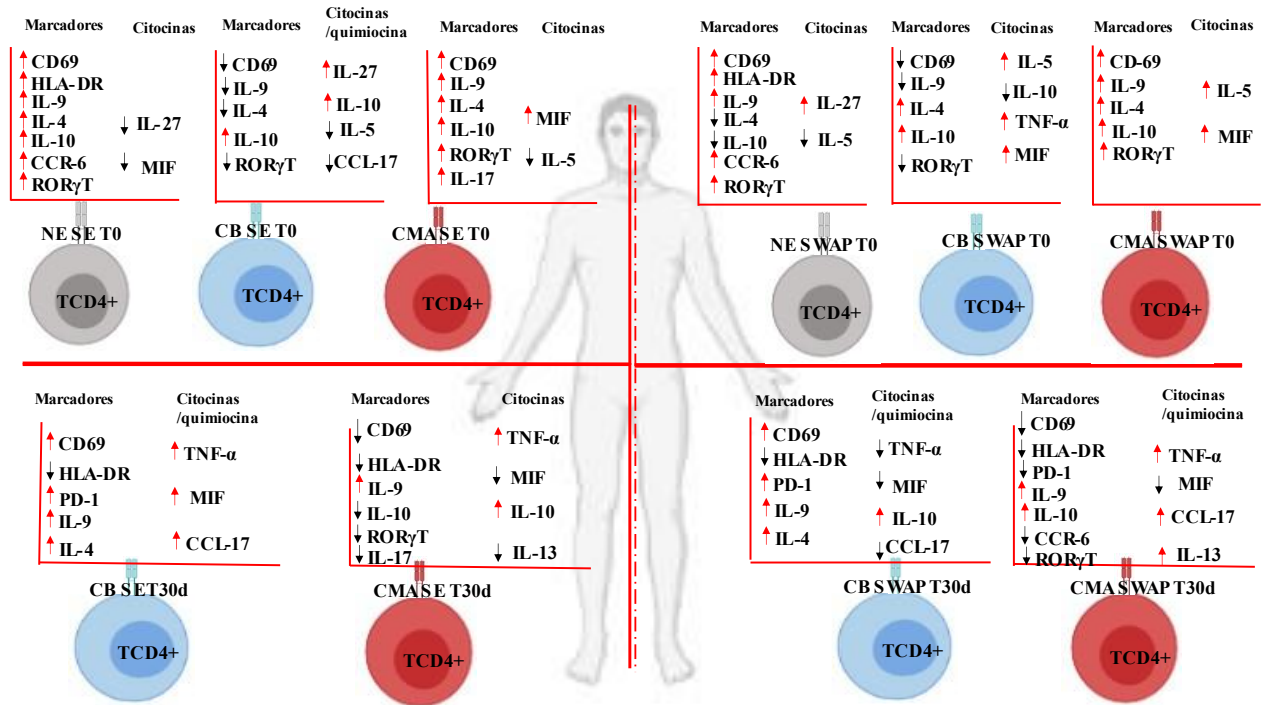 Marcadores
Citocinas
↑ CD69
↑ HLA-DR
↑ IL-9
↑ IL-4
↑ IL-10
↑ CCR-6
↑ RORγT
↓ IL-27
↓ MIF
NE SE T0
TCD4+
Marcadores
Citocinas
/quimiocina
↓ CD69
↓ IL-9
↓ IL-4
↑ IL-10
↓ RORγT
↑ IL-27
↑ IL-10
↓ IL-5
↓ CCL-17
CB SE T0
TCD4+
Marcadores
Citocinas
↑ CD69
↑ IL-9
↑ IL-4
↑ IL-10
↑ RORγT
↑ IL-17
↑ MIF
↓ IL-5
CMA SE T0
TCD4+
Marcadores
Citocinas
↑ CD69
↑ HLA-DR
↑ IL-9
↓ IL-4
↓ IL-10
↑ CCR-6
↑ RORγT
↑ IL-27
↓ IL-5
NE SWAP T0
TCD4+
Marcadores
Citocinas
↓ CD69
↓ IL-9
↑ IL-4
↑ IL-10
↓ RORγT
↑ IL-5
↓ IL-10
↑ TNF-α
↑ MIF
CB SWAP T0
TCD4+
Marcadores
Citocinas
↑ CD-69
↑ IL-9
↑ IL-4
↑ IL-10
↑ RORγT
↑ IL-5
↑ MIF
CMA SWAP T0
TCD4+
Marcadores
Citocinas
/quimiocina
↑ CD69
↓ HLA-DR
↑ PD-1
↑ IL-9
↑ IL-4
↑ TNF-α
↑ MIF
↑ CCL-17
CB SET30d
TCD4+
Marcadores
Citocinas
↓ CD69
↓ HLA-DR
↑ IL-9
↓ IL-10
↓ RORγT
↓ IL-17
↑ TNF-α
↓ MIF
↑ IL-10
↓ IL-13
CMA SE T30d
TCD4+
Marcadores
Citocinas
/quimiocina
↑ CD69
↓ HLA-DR
↑ PD-1
↑ IL-9
↑ IL-4
↓ TNF-α
↓ MIF
↑ IL-10
↓ CCL-17
CB SWAP T30d
TCD4+
Marcadores
Citocinas
/quimiocina
↓ CD69
↓ HLA-DR
↓ PD-1
↑ IL-9
↑ IL-10
↓ CCR-6
↓ RORγT
↑ TNF-α
↓ MIF
↑ CCL-17
↑ IL-13
CMA SWAP T30d
TCD4+